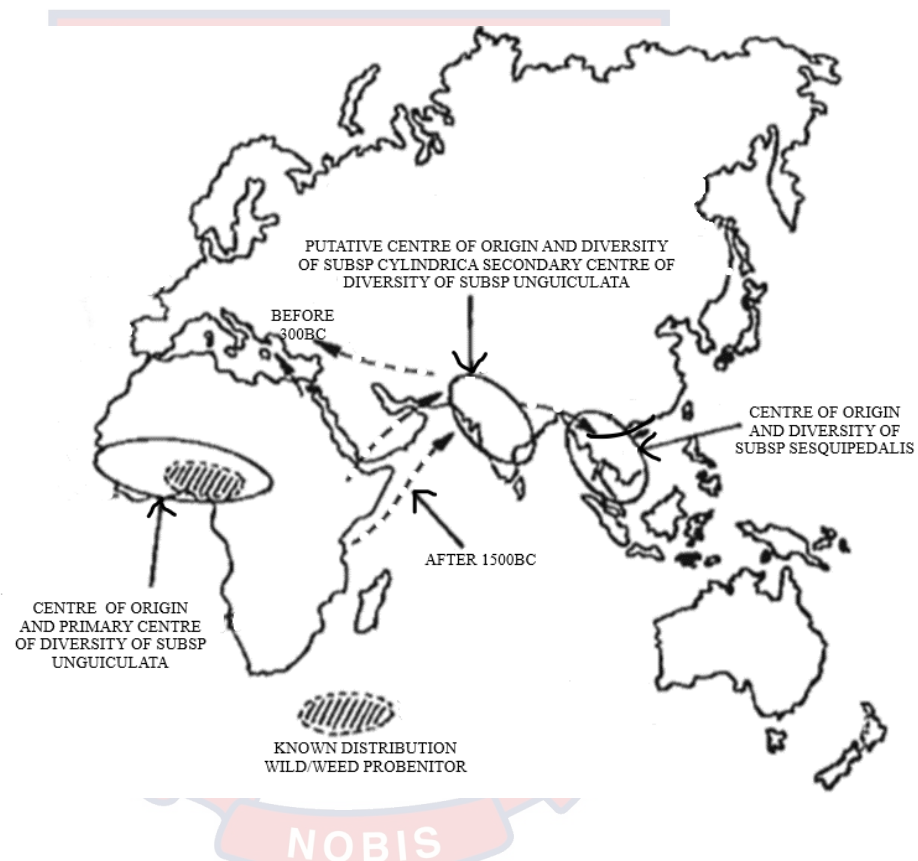 PUTATIVE CENTRE OF ORIGIN AND DIVERSITY
OF SUBSP CYLINDRICA SECONDARY CENTRE OF
DIVERSITY OF SUBSP UNGUICULATA
BEFORE
300BC
CENTRE OF ORIGIN
AND DIVERSITY OF
SUBSP SESQUIPEDALIS
AFTER 1500BC
CENTRE OF ORIGIN
AND PRIMARY CENTRE
OF DIVERSITY OF SUBSP
UNGUICULATA
KNOWN DISTRIBUTION
WILD/WEED PROBENITOR
NOBIS